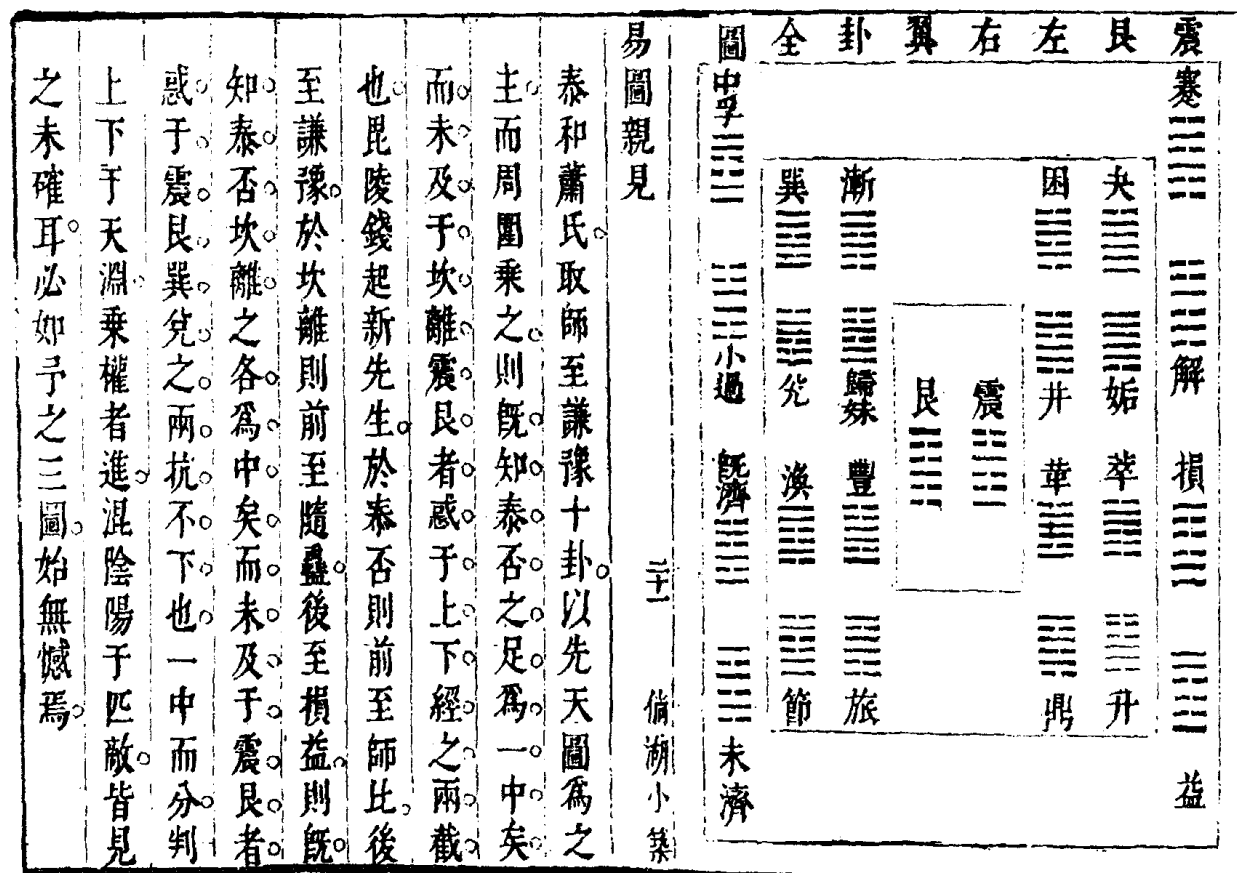 震艮左右翼卦全圖
蹇 解 損 益
夬 姤 萃 升
困 井 革 鼎
震
艮
漸 歸妹 豐 旅
巽 兌 渙 節
中孚 小過 既濟 未濟
易圖親見 二十一 倘湖小築
泰和蕭氏取師至謙豫十卦以先天圖為之
主而周圍乘之則既知泰否之足為一中矣
而未及于坎離震艮者惑于上下經之兩截
也毘陵錢起新先生於泰否則前至師比後
至謙豫於坎離則前至隨蠱後至損益則既
知泰否坎離之各為中矣而未及于震艮者
惑于震艮巽兌之兩抗不下也一中而分判
上下于天淵乘權者進混陰陽于匹敵皆見
之未確耳必如予之三圖始無憾焉